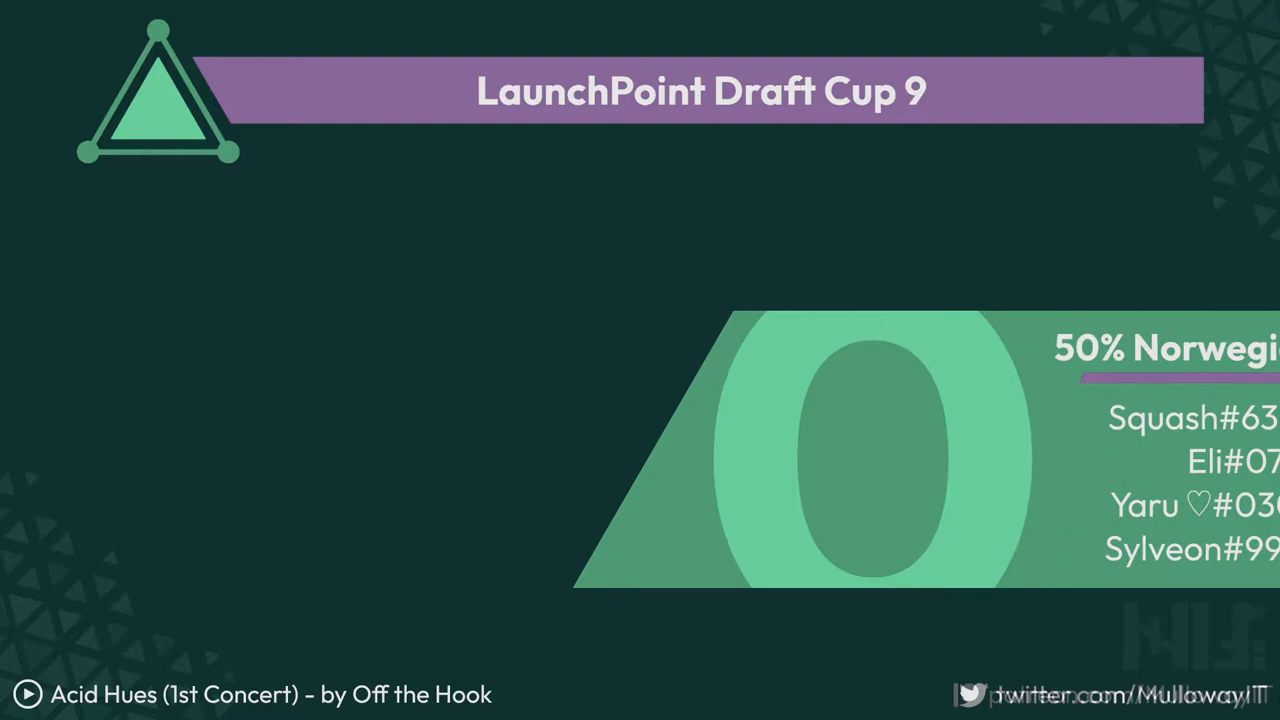 LaunchPoint Draft Cup 9
0
50% Norwegi
Squash#63
Eli#07
Yaru ♡#03
Sylveon#99
Acid Hues (1st Concert) - by Off the Hook
twitter.com/MullowayIT